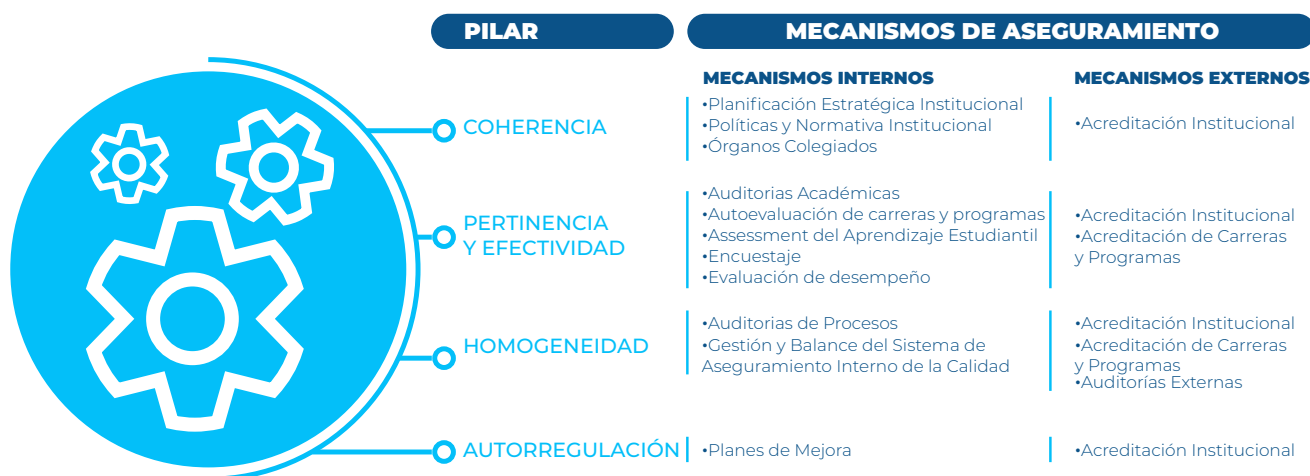 PILAR
MECANISMOS DE ASEGURAMIENTO
MECANISMOS INTERNOS
MECANISMOS EXTERNOS
COHERENCIA
•Planificación Estratégica Institucional
•Políticas y Normativa Institucional
•Órganos Colegiados
•Acreditación Institucional
PERTINENCIA
Y EFECTIVIDAD
•Auditorias Académicas
•Autoevaluación de carreras y programas
•Assessment del Aprendizaje Estudiantil
•Encuestaje
•Evaluación de desempeño
•Acreditación Institucional
•Acreditación de Carreras
y Programas
HOMOGENEIDAD
•Auditorias de Procesos
•Gestión y Balance del Sistema de
Aseguramiento Interno de la Calidad
•Acreditación Institucional
•Acreditación de Carreras
y Programas
•Auditorías Externas
AUTORREGULACIÓN
•Planes de Mejora
•Acreditación Institucional